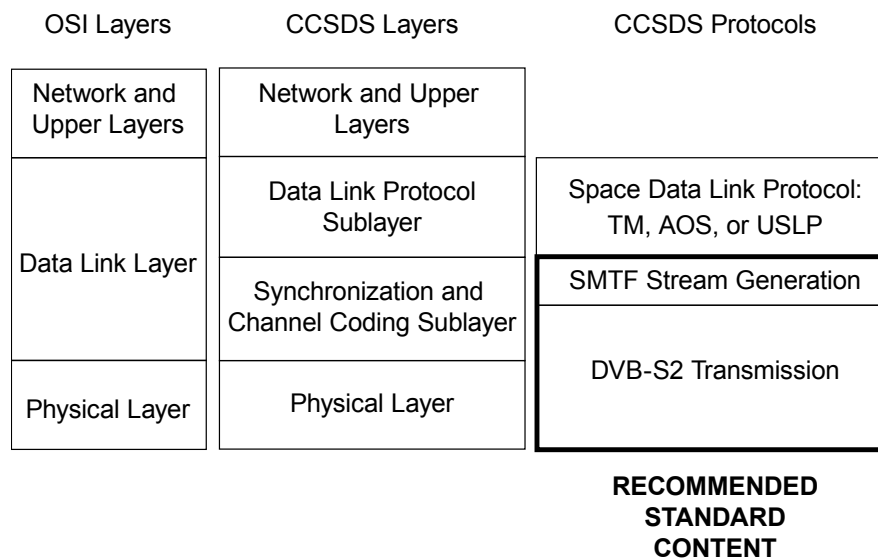 OSI Layers
CCSDS Layers
CCSDS Protocols
Network and
Upper Layers
Network and Upper
Layers
Data Link Layer
Data Link Protocol
Sublayer
Space Data Link Protocol:
TM, AOS, or USLP
Synchronization and
Channel Coding Sublayer
SMTF Stream Generation
DVB-S2 Transmission
Physical Layer
Physical Layer
RECOMMENDED
STANDARD
CONTENT